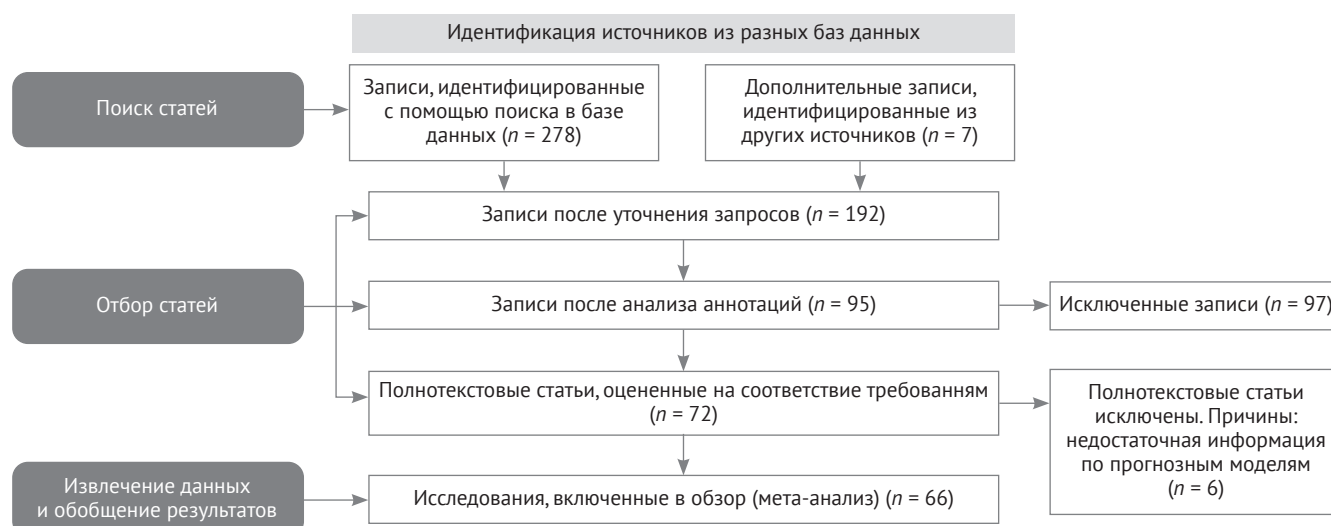 Идентификация источников из разных баз данных
Поиск статей
Записи, идентифицированные
с помощью поиска в базе
данных (n = 278)
Дополнительные записи,
идентифицированные из
других источников (n = 7)
Записи после уточнения запросов (n = 192)
Отбор статей
Записи после анализа аннотаций (n = 95)
Исключенные записи (n = 97)
Полнотекстовые статьи, оцененные на соответствие требованиям
(n = 72)
Полнотекстовые статьи
исключены. Причины:
недостаточная информация
по прогнозным моделям
(n = 6)
Извлечение данных
и обобщение результатов
Исследования, включенные в обзор (мета-анализ) (n = 66)